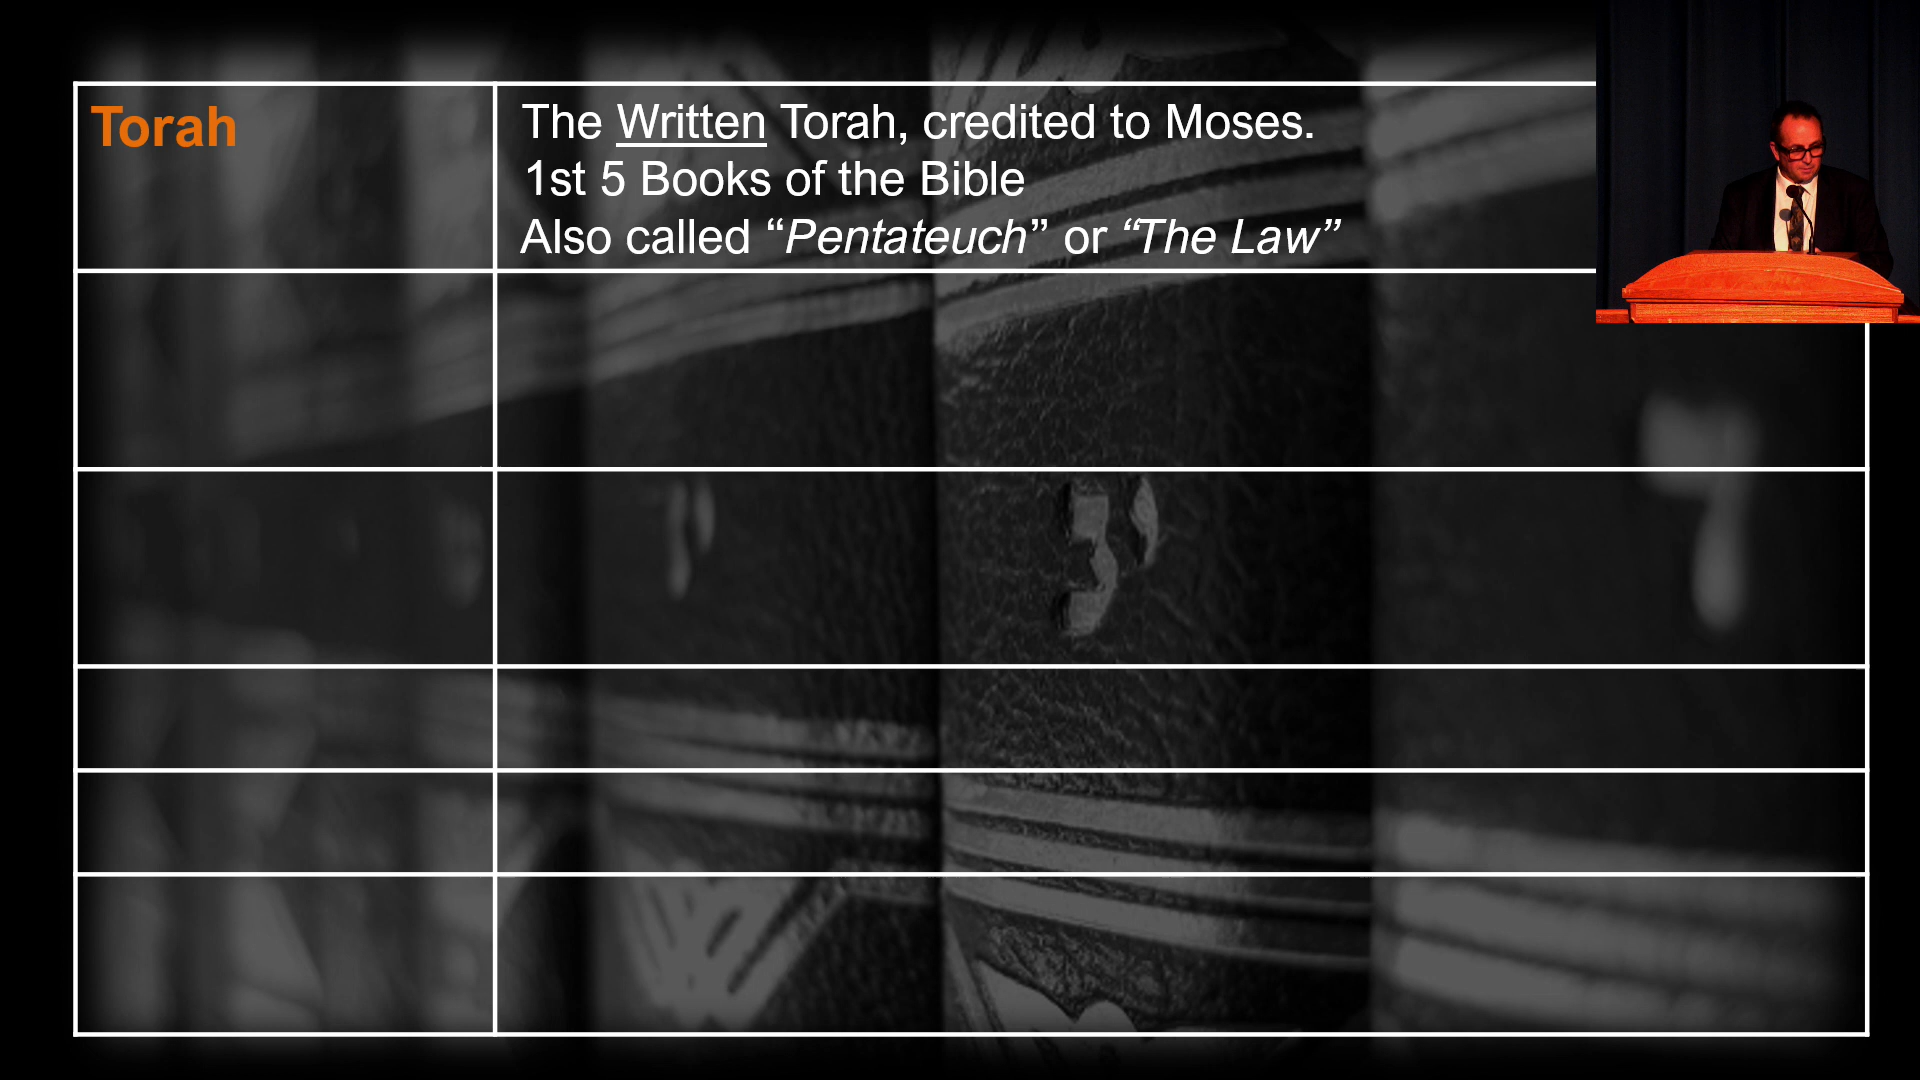 Torah
The Written Torah, credited to Moses.
1st 5 Books of the Bible
Also called “Pentateuch” or “The Law”